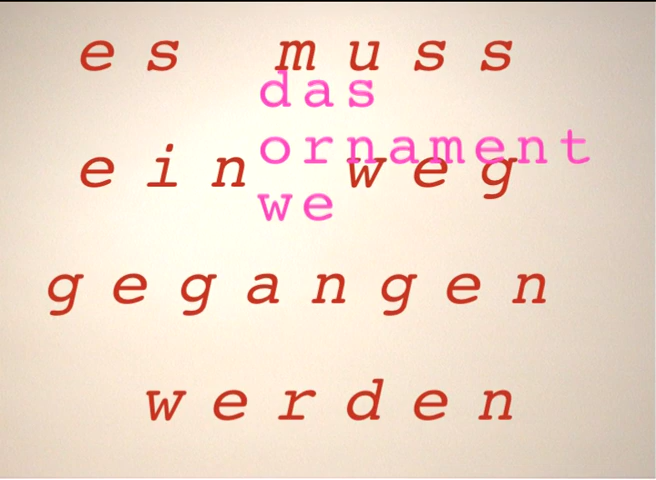 es muss
das
ornament
ein weg
we
gegangen
werden